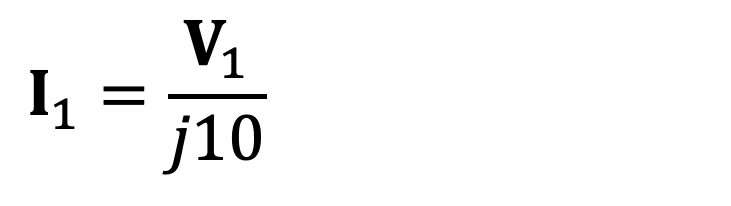 𝐈₁ = 𝐕₁ / j10